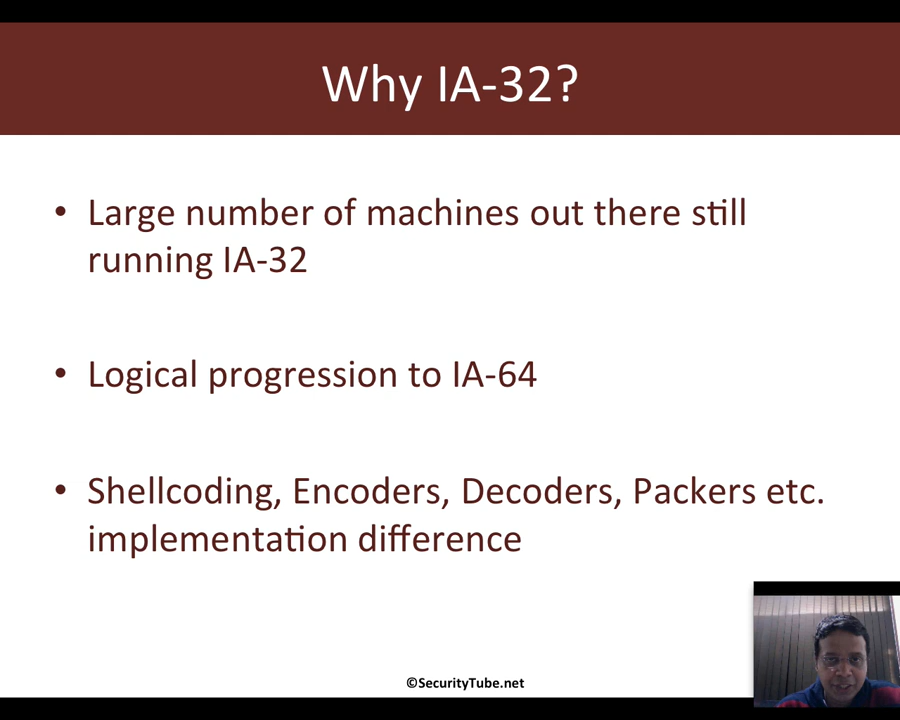 Why IA-32?
• Large number of machines out there still
running IA-32
• Logical progression to IA-64
• Shellcoding, Encoders, Decoders, Packers etc.
implementation difference
©SecurityTube.net